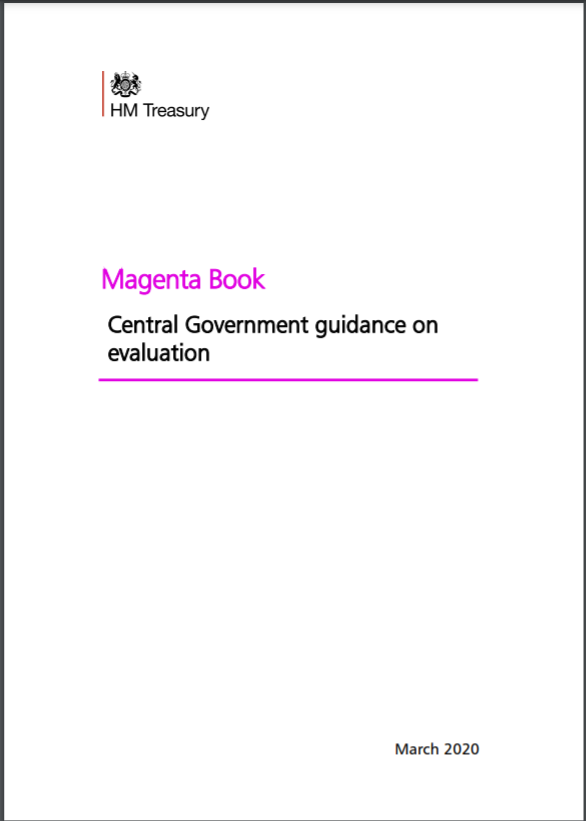 HM Treasury
Magenta Book
Central Government guidance on
evaluation
March 2020